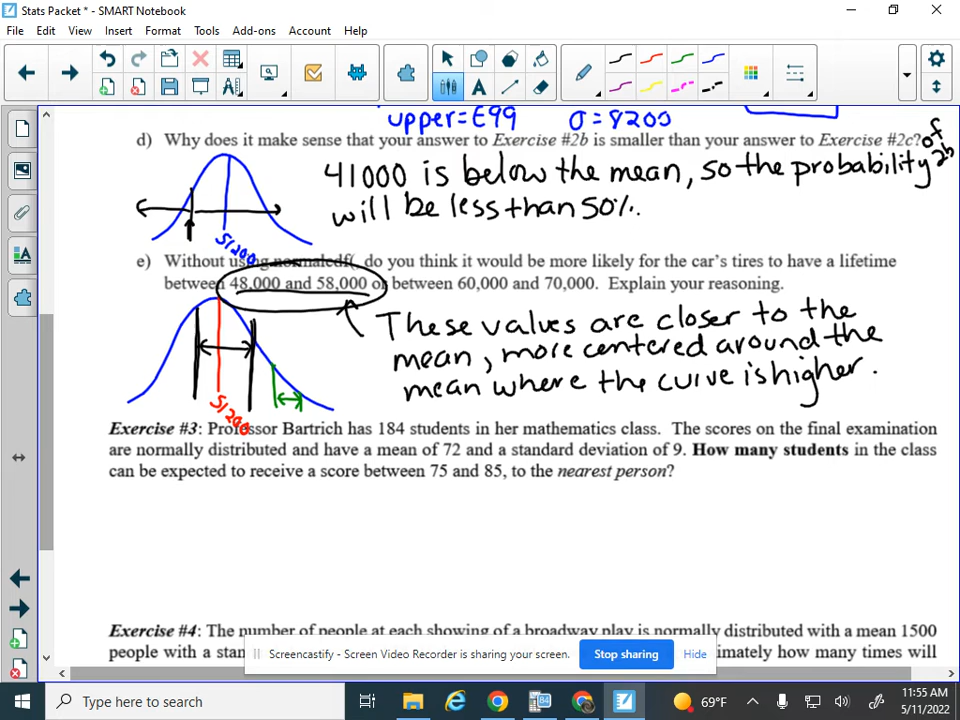 Stats Packet * - SMART Notebook
File Edit View Insert Format Tools Add-ons Account Help
upper=E99 σ=8200
d) Why does it make sense that your answer to Exercise #2b is smaller than your answer to Exercise #2c?
41000 is below the mean, so the probability of 2b
will be less than 50%.
51200
e) Without using normalcdf(, do you think it would be more likely for the car's tires to have a lifetime
between 48,000 and 58,000 or between 60,000 and 70,000. Explain your reasoning.
These values are closer to the
mean, more centered around the
mean where the curve is higher.
51200
Exercise #3: Professor Bartrich has 184 students in her mathematics class. The scores on the final examination
are normally distributed and have a mean of 72 and a standard deviation of 9. How many students in the class
can be expected to receive a score between 75 and 85, to the nearest person?
Exercise #4: The number of people at each showing of a broadway play is normally distributed with a mean 1500
people with a stan
imately how many times will
Screencastify - Screen Video Recorder is sharing your screen. Stop sharing Hide
Type here to search
69°F
11:55 AM
5/11/2022